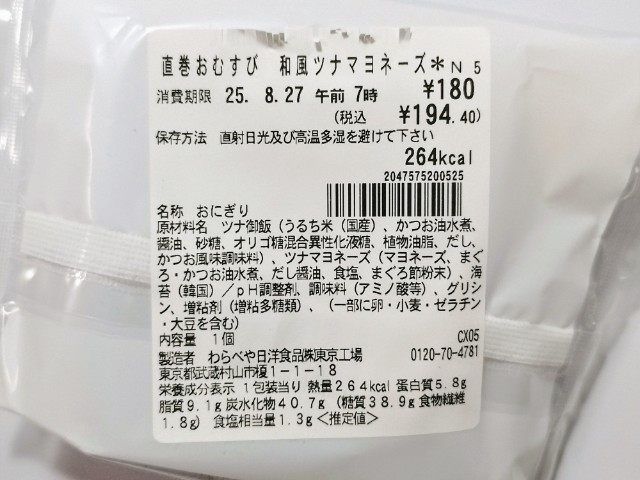 直巻おむすび 和風ツナマヨネーズ＊N 5
消費期限 25. 8.27 午前 7時 ¥180
(税込 ¥194.40)
保存方法 直射日光及び高温多湿を避けて下さい
264kcal
2047575200525
名称 おにぎり
原材料名 ツナ御飯（うるち米（国産）、かつお油水煮、
醤油、砂糖、オリゴ糖混合異性化液糖、植物油脂、だし、
かつお風味調味料）、ツナマヨネーズ（マヨネーズ、まぐ
ろ・かつお油水煮、だし醤油、食塩、まぐろ節粉末）、海
苔（韓国）／pH調整剤、調味料（アミノ酸等）、グリシ
ン、増粘剤（増粘多糖類）、（一部に卵・小麦・ゼラチン
・大豆を含む）
内容量 1個 CX05
製造者 わらべや日洋食品㈱東京工場 0120-70-4781
東京都武蔵村山市榎1－1－18
栄養成分表示 1包装当り 熱量264kcal 蛋白質5.8g
脂質9.1g 炭水化物40.7g （糖質38.9g 食物繊維
1.8g） 食塩相当量1.3g＜推定値＞